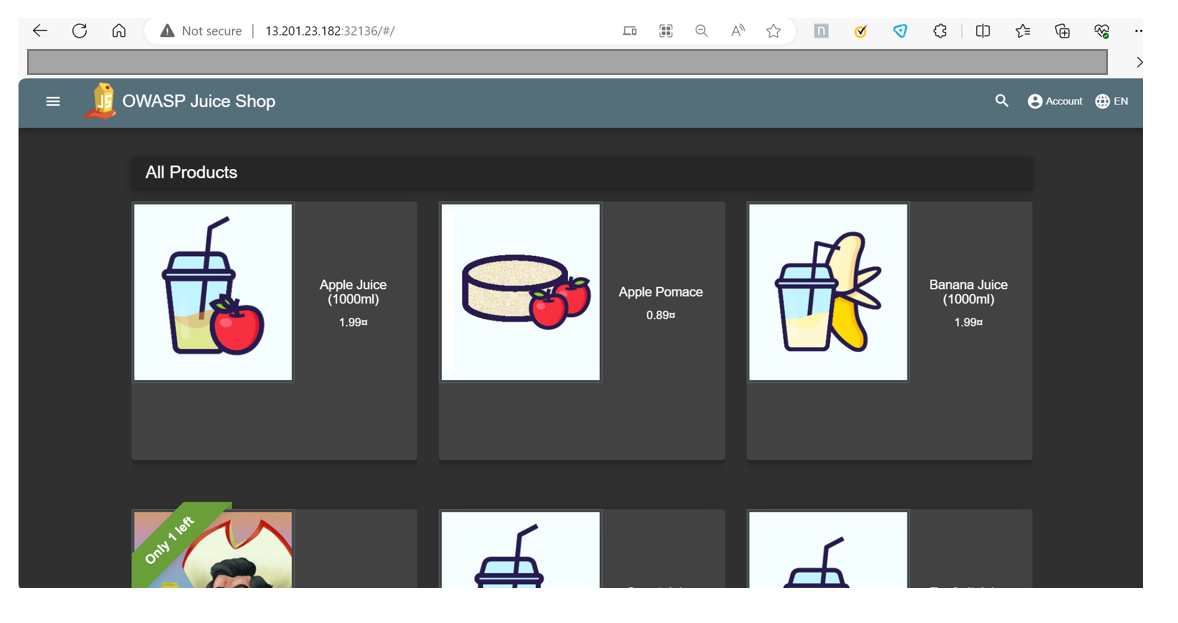 Not secure 13.201.23.182:32136/#/
OWASP Juice Shop
Account
EN
All Products
Apple Juice
(1000ml)
1.99¤
Apple Pomace
0.89¤
Banana Juice
(1000ml)
1.99¤
Only 1 left